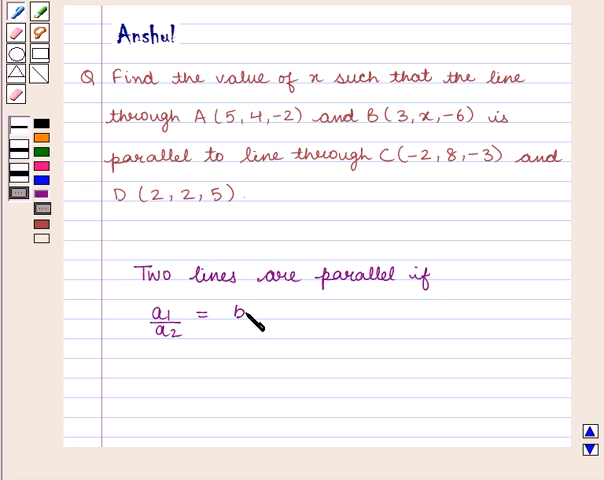 Anshul
Q Find the value of x such that the line
through A (5, 4, -2) and B (3, x, -6) is
parallel to line through C (-2, 8, -3) and
D (2, 2, 5).
Two lines are parallel if
a1/a2 = b